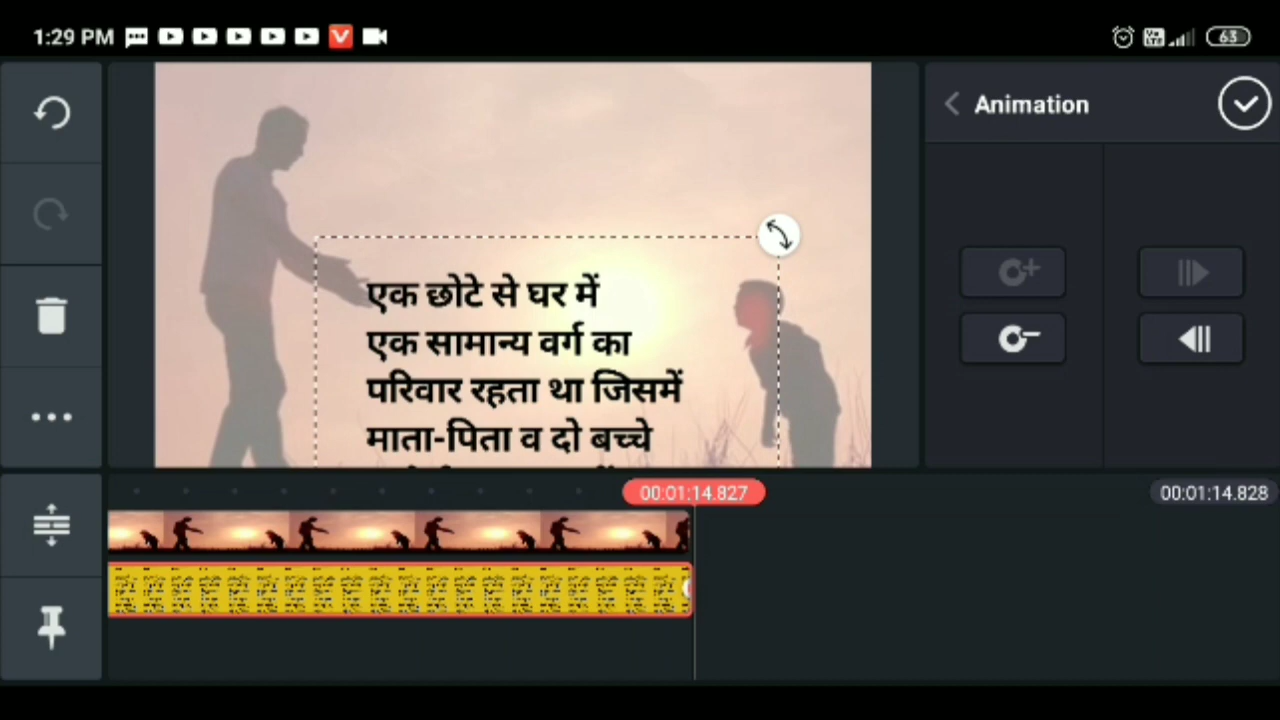 1:29 PM
63
Animation
एक छोटे से घर में
एक सामान्य वर्ग का
परिवार रहता था जिसमें
माता-पिता व दो बच्चे
00:01:14.827
00:01:14.828